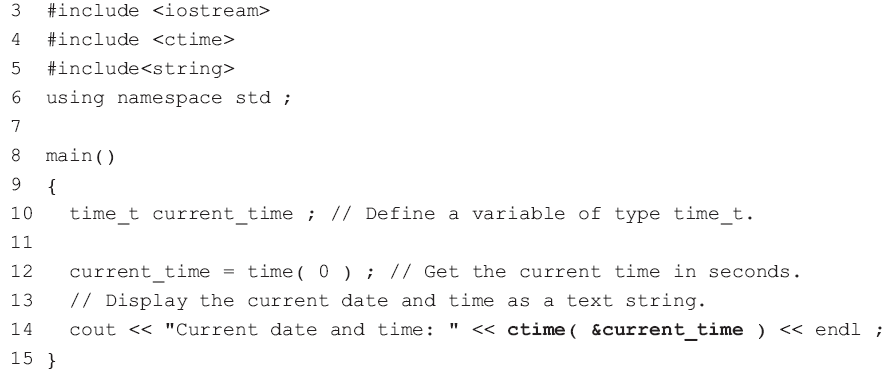 3 #include <iostream>
4 #include <ctime>
5 #include<string>
6 using namespace std ;
7
8 main()
9 {
10 time_t current_time ; // Define a variable of type time_t.
11
12 current_time = time( 0 ) ; // Get the current time in seconds.
13 // Display the current date and time as a text string.
14 cout << "Current date and time: " << ctime( &current_time ) << endl ;
15 }